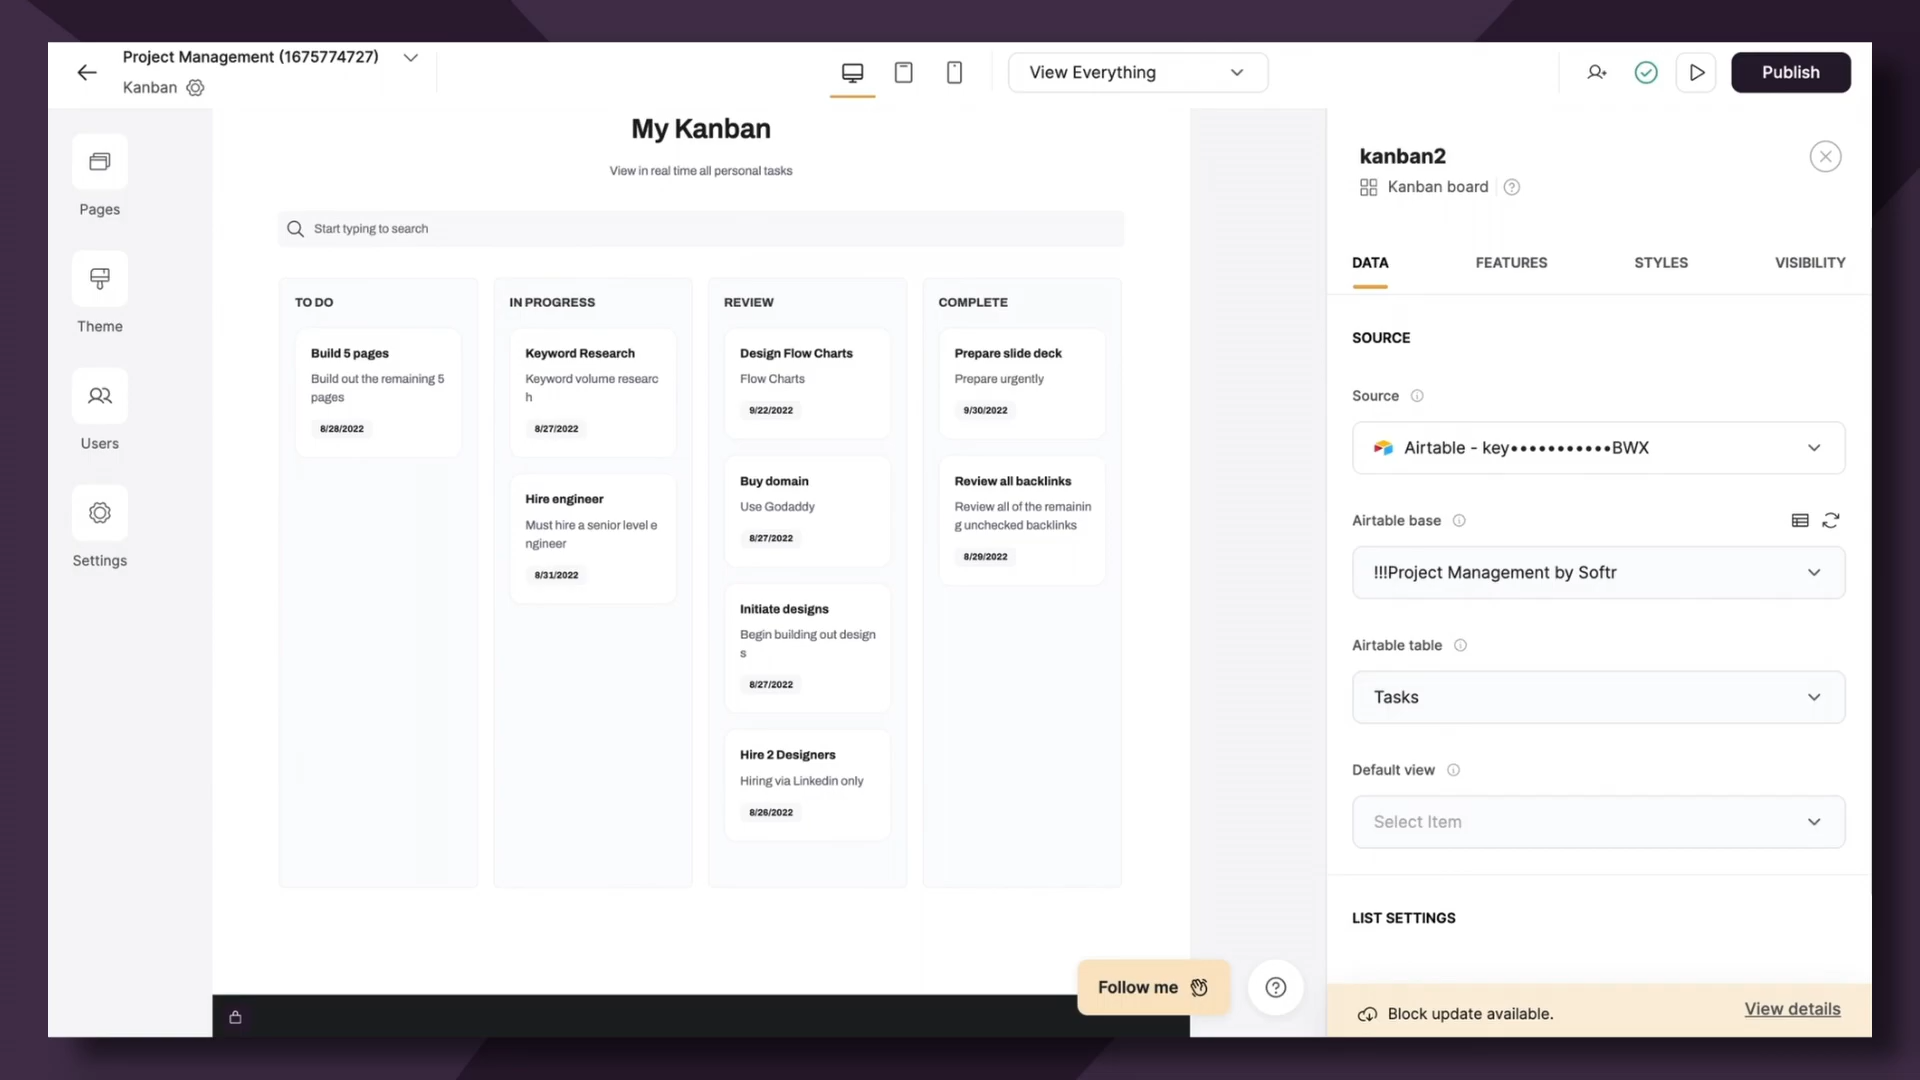 Project Management (1675774727)
Kanban
View Everything
Publish
Pages
Theme
Users
Settings
My Kanban
View in real time all personal tasks
Start typing to search
TO DO
Build 5 pages
Build out the remaining 5
pages
8/28/2022
IN PROGRESS
Keyword Research
Keyword volume researc
h
8/27/2022
Hire engineer
Must hire a senior level e
ngineer
8/31/2022
REVIEW
Design Flow Charts
Flow Charts
9/22/2022
Buy domain
Use Godaddy
8/27/2022
Initiate designs
Begin building out design
s
8/27/2022
Hire 2 Designers
Hiring via Linkedin only
8/26/2022
COMPLETE
Prepare slide deck
Prepare urgently
9/30/2022
Review all backlinks
Review all of the remainin
g unchecked backlinks
8/29/2022
Follow me
kanban2
Kanban board
DATA
FEATURES
STYLES
VISIBILITY
SOURCE
Source
Airtable - key•••••••••••BWX
Airtable base
!!!Project Management by Softr
Airtable table
Tasks
Default view
Select Item
LIST SETTINGS
Block update available.
View details